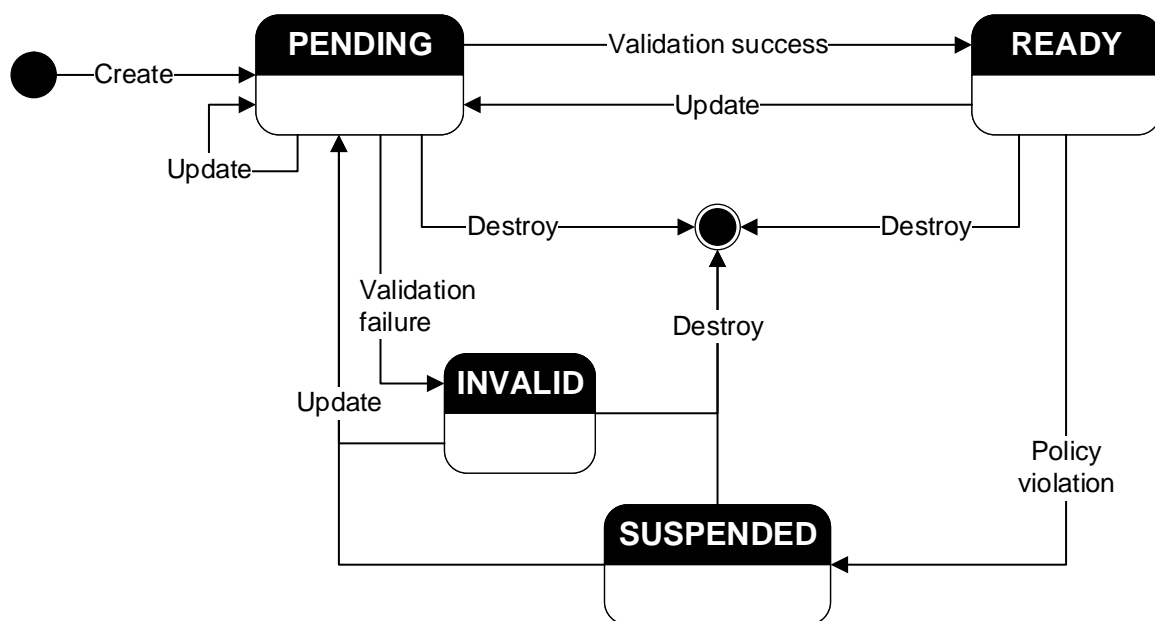 PENDING
Validation success
READY
Create
Update
Update
Destroy
Destroy
Validation
failure
Destroy
INVALID
Update
Policy
violation
SUSPENDED